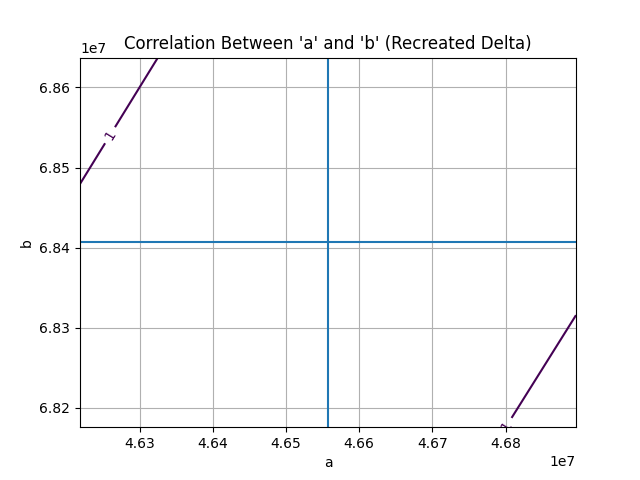 Correlation Between 'a' and 'b' (Recreated Delta)
1e7
6.86
6.85
6.84
6.83
6.82
b
1
1
4.63 4.64 4.65 4.66 4.67 4.68
a
1e7